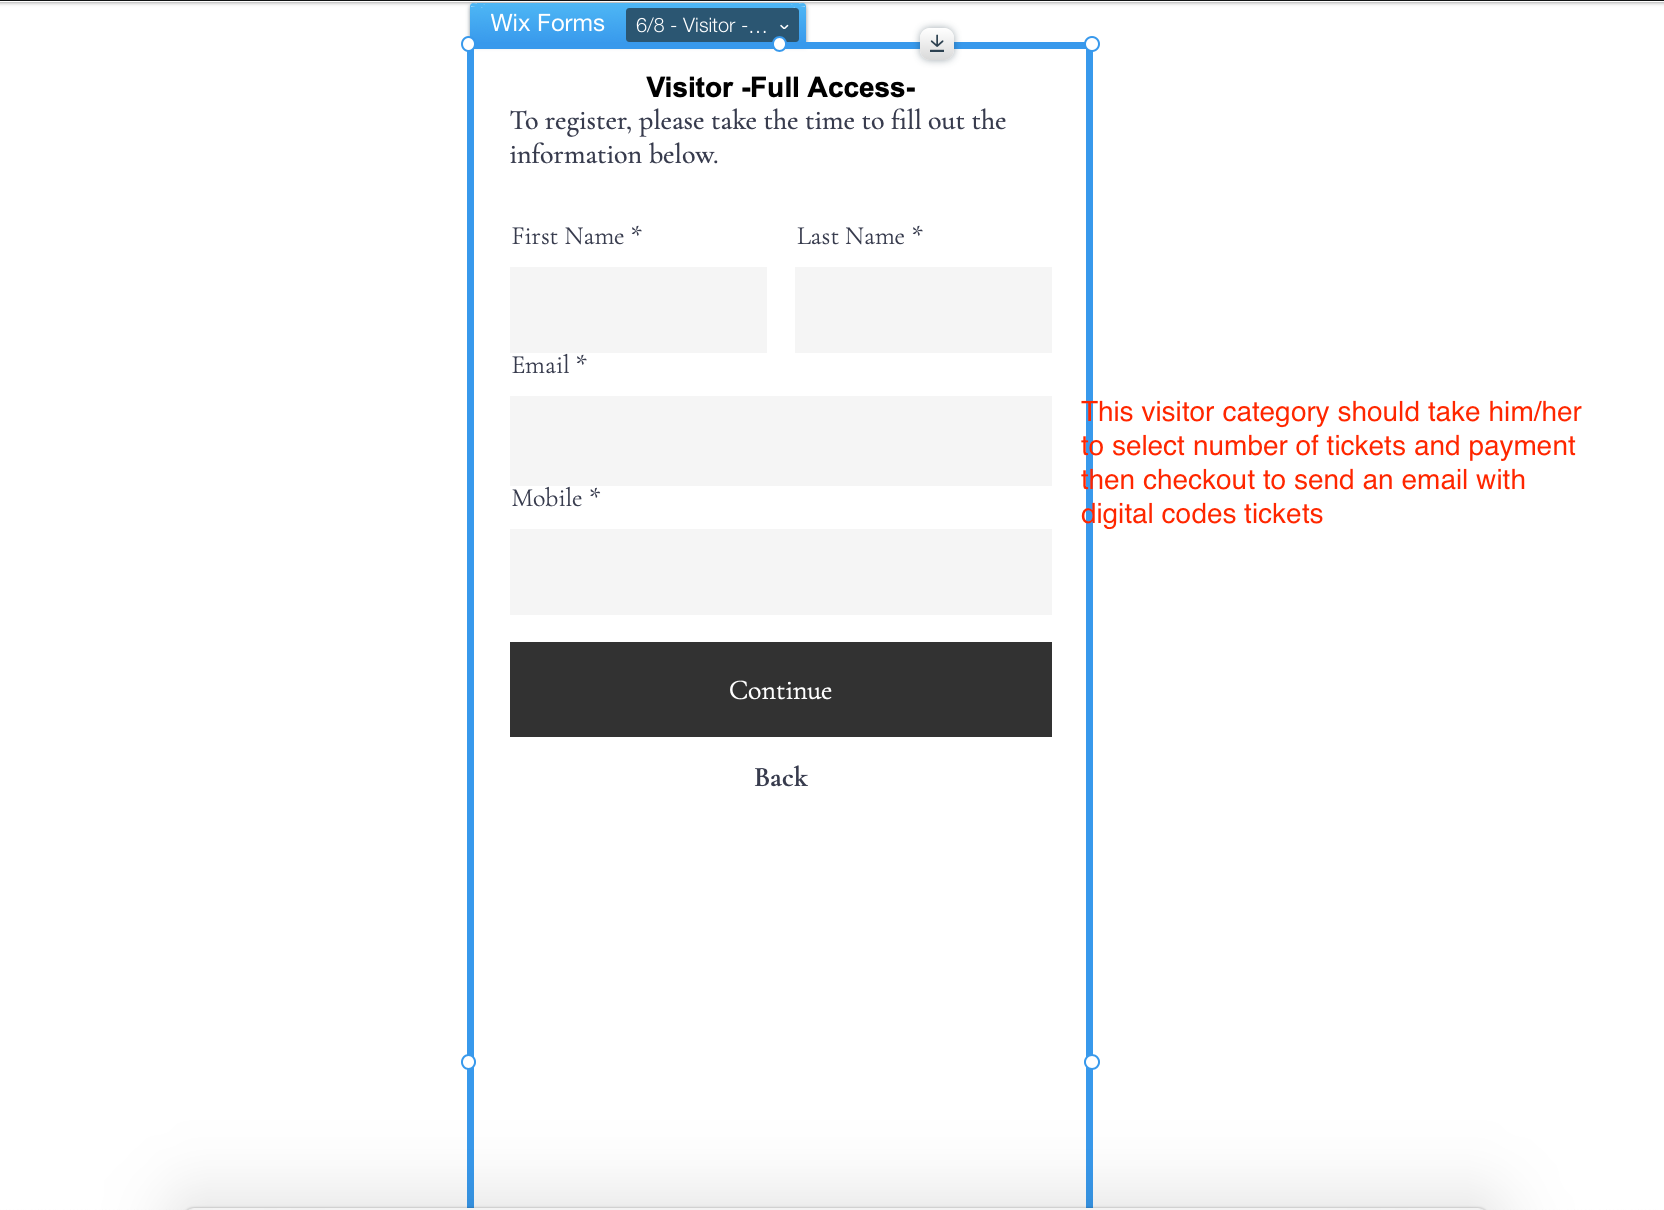 Wix Forms
6/8 - Visitor -...
Visitor -Full Access-
To register, please take the time to fill out the
information below.
First Name *
Last Name *
Email *
This visitor category should take him/her
to select number of tickets and payment
then checkout to send an email with
digital codes tickets
Mobile *
Continue
Back